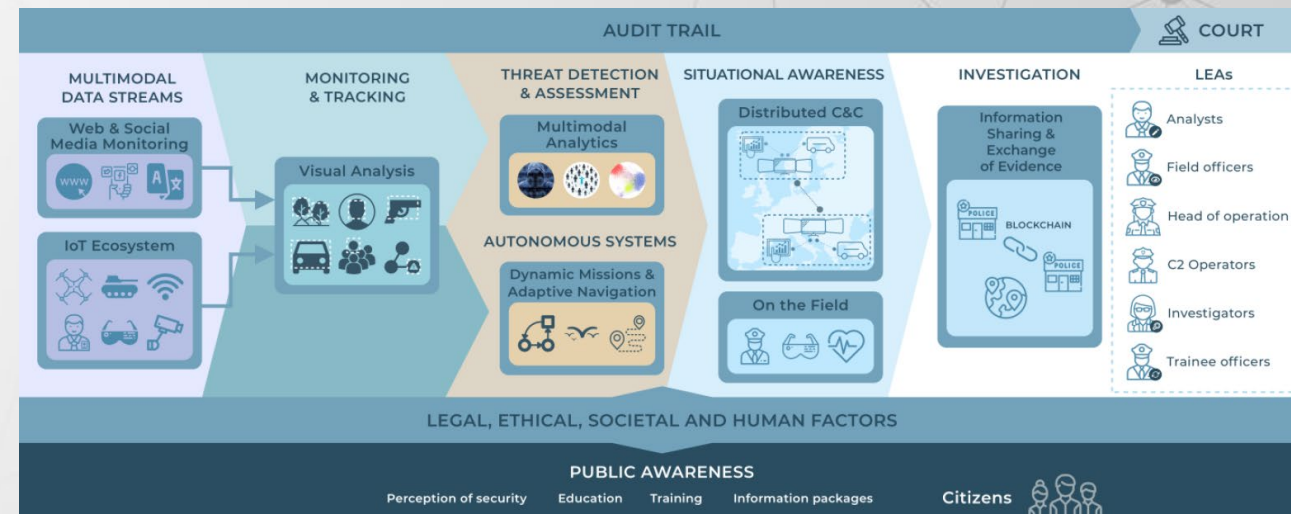 AUDIT TRAIL
COURT
MULTIMODAL
DATA STREAMS
Web & Social
Media Monitoring
WWW
A
文
IoT Ecosystem
MONITORING
& TRACKING
Visual Analysis
THREAT DETECTION
& ASSESSMENT
Multimodal
Analytics
AUTONOMOUS SYSTEMS
Dynamic Missions &
Adaptive Navigation
SITUATIONAL AWARENESS
Distributed C&C
On the Field
INVESTIGATION
Information
Sharing &
Exchange
of Evidence
POLICE
BLOCKCHAIN
POLICE
LEAs
Analysts
Field officers
Head of operation
C2 Operators
Investigators
Trainee officers
LEGAL, ETHICAL, SOCIETAL AND HUMAN FACTORS
PUBLIC AWARENESS
Perception of security Education Training Information packages
Citizens